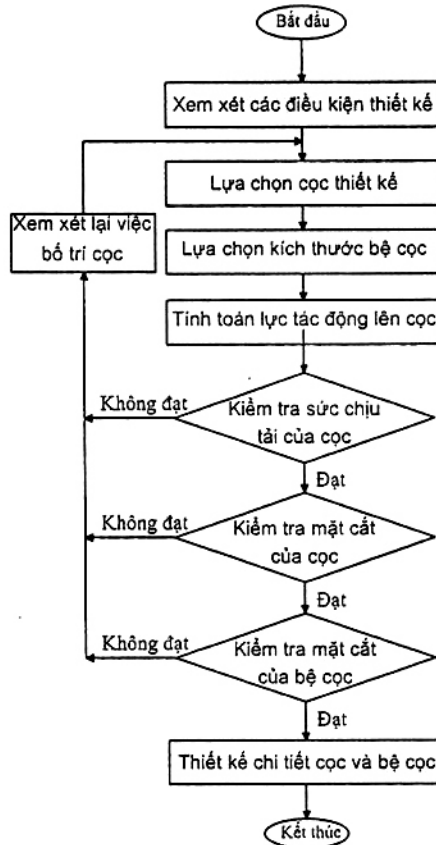 Bắt đầu
Xem xét các điều kiện thiết kế
Lựa chọn cọc thiết kế
Xem xét lại việc
bố trí cọc
Lựa chọn kích thước bệ cọc
Tính toán lực tác động lên cọc
Không đạt
Kiểm tra sức chịu
tải của cọc
Đạt
Không đạt
Kiểm tra mặt cắt
của cọc
Đạt
Không đạt
Kiểm tra mặt cắt
của bệ cọc
Đạt
Thiết kế chi tiết cọc và bệ cọc
Kết thúc